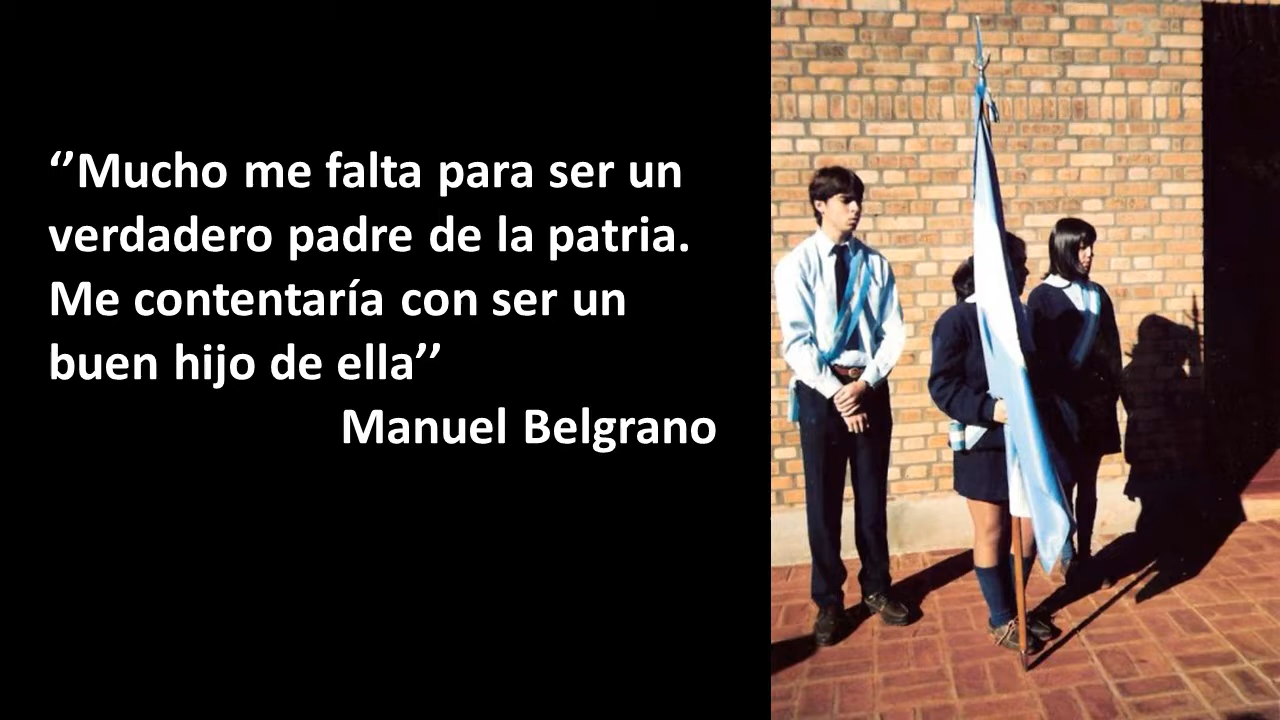 ‘’Mucho me falta para ser un
verdadero padre de la patria.
Me contentaría con ser un
buen hijo de ella’’
Manuel Belgrano